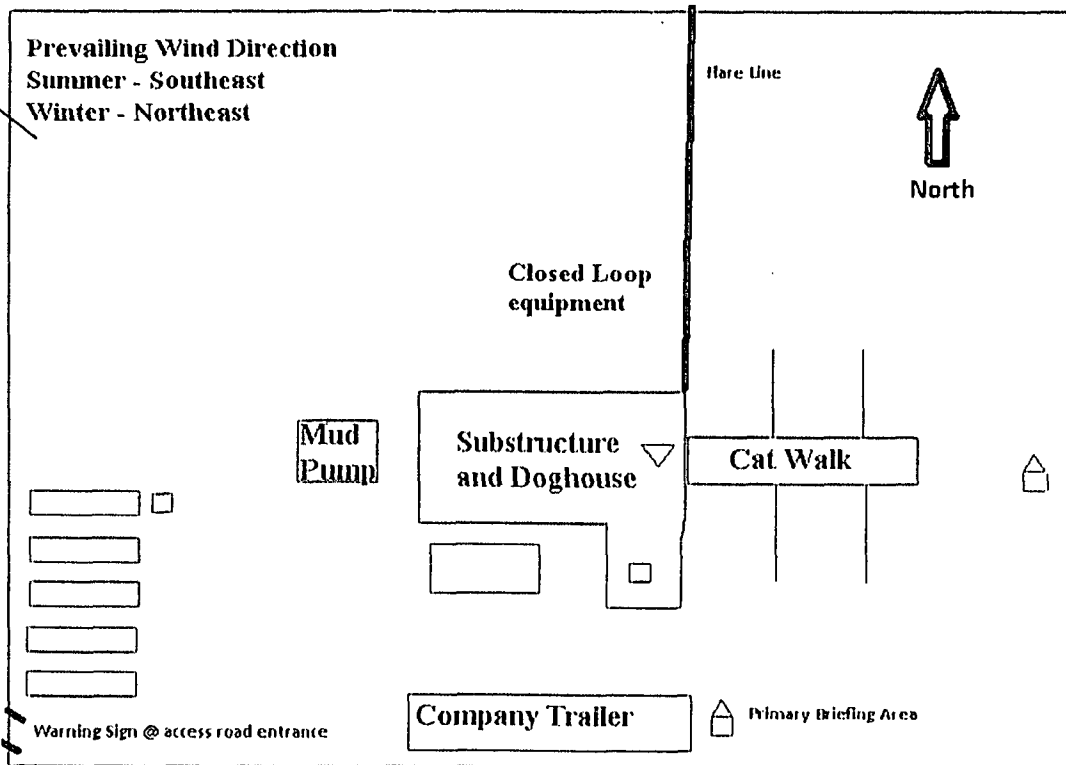 Prevailing Wind Direction
Summer - Southeast
Winter - Northeast
Flare Line
North
Closed Loop
equipment
Mud
Pump
Substructure
and Doghouse
Cat Walk
Company Trailer
Primary Briefing Area
Warning Sign @ access road entrance